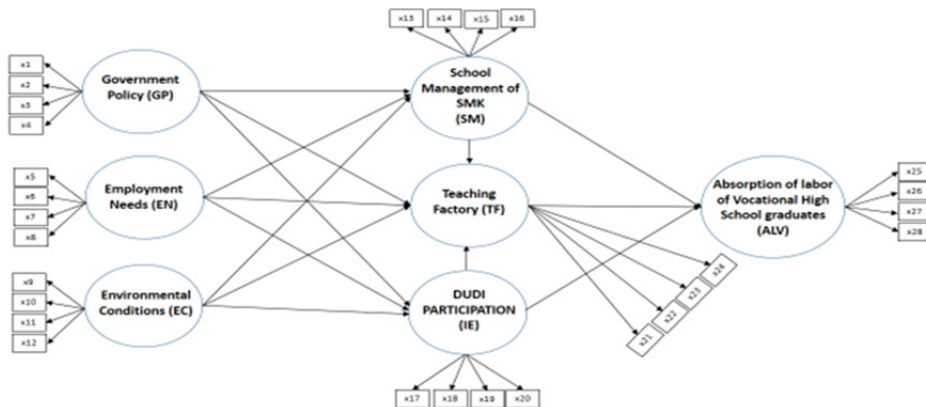 x13
x14
x15
x16
x1
x2
x3
x4
Government
Policy (GP)
School
Management of
SMK
(SM)
x5
x6
x7
x8
Employment
Needs (EN)
Teaching
Factory (TF)
Absorption of labor
of Vocational High
School graduates
(ALV)
x25
x26
x27
x28
x9
x10
x11
x12
Environmental
Conditions (EC)
DUDI
PARTICIPATION
(IE)
x21
x22
x23
x24
x17
x18
x19
x20